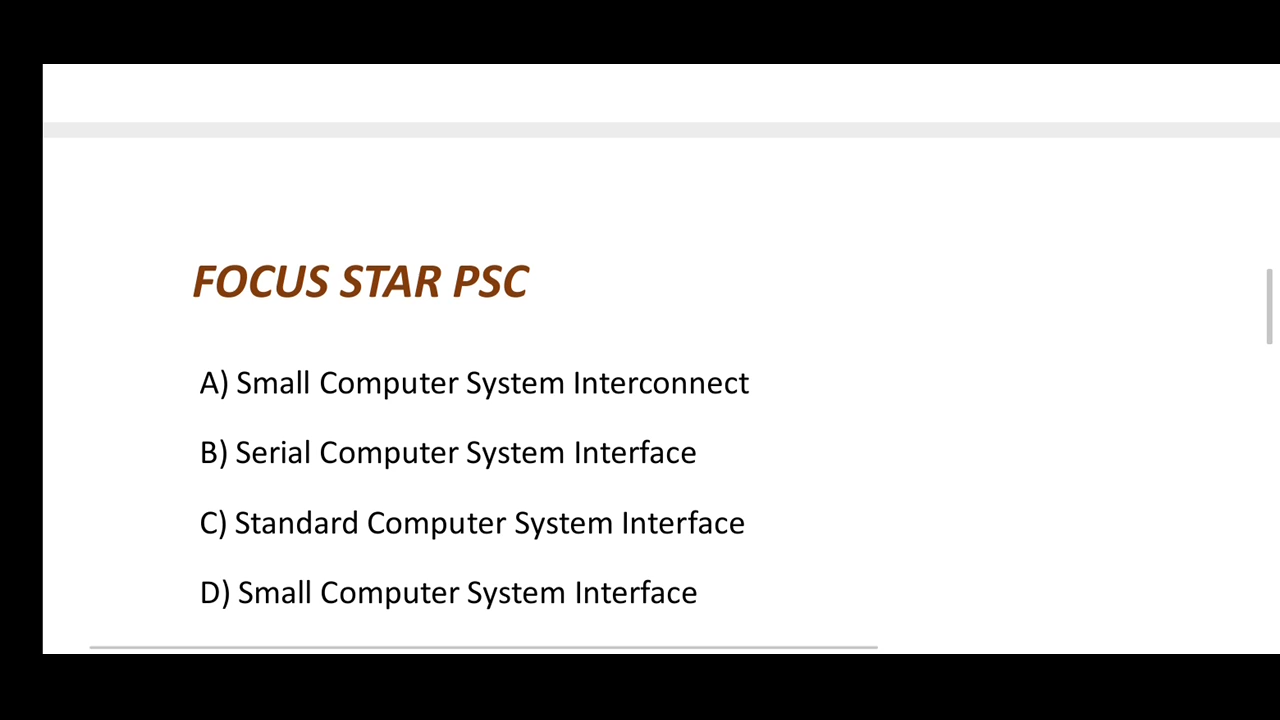 FOCUS STAR PSC
A) Small Computer System Interconnect
B) Serial Computer System Interface
C) Standard Computer System Interface
D) Small Computer System Interface